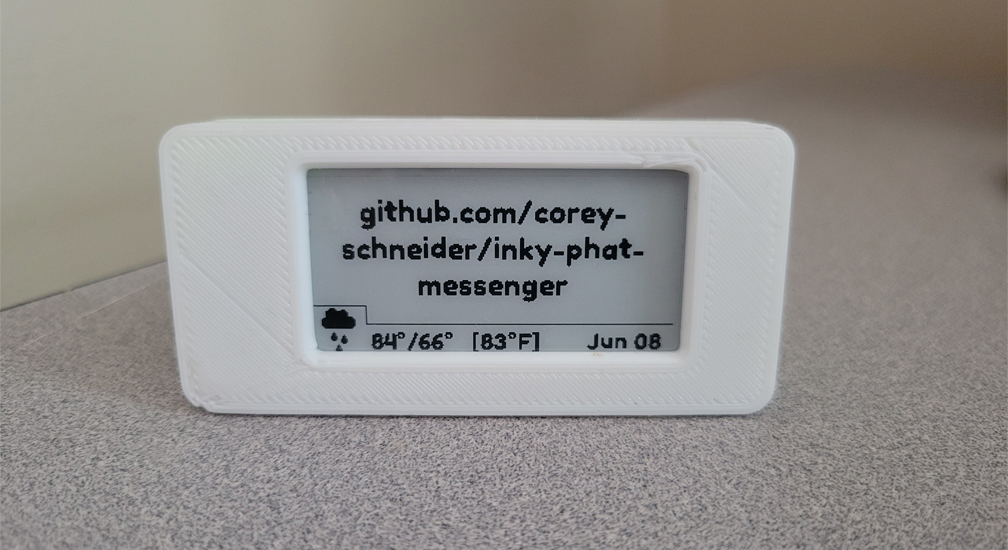 github.com/corey-
schneider/inky-phat-
messenger
84°/66° [83°F] Jun 08